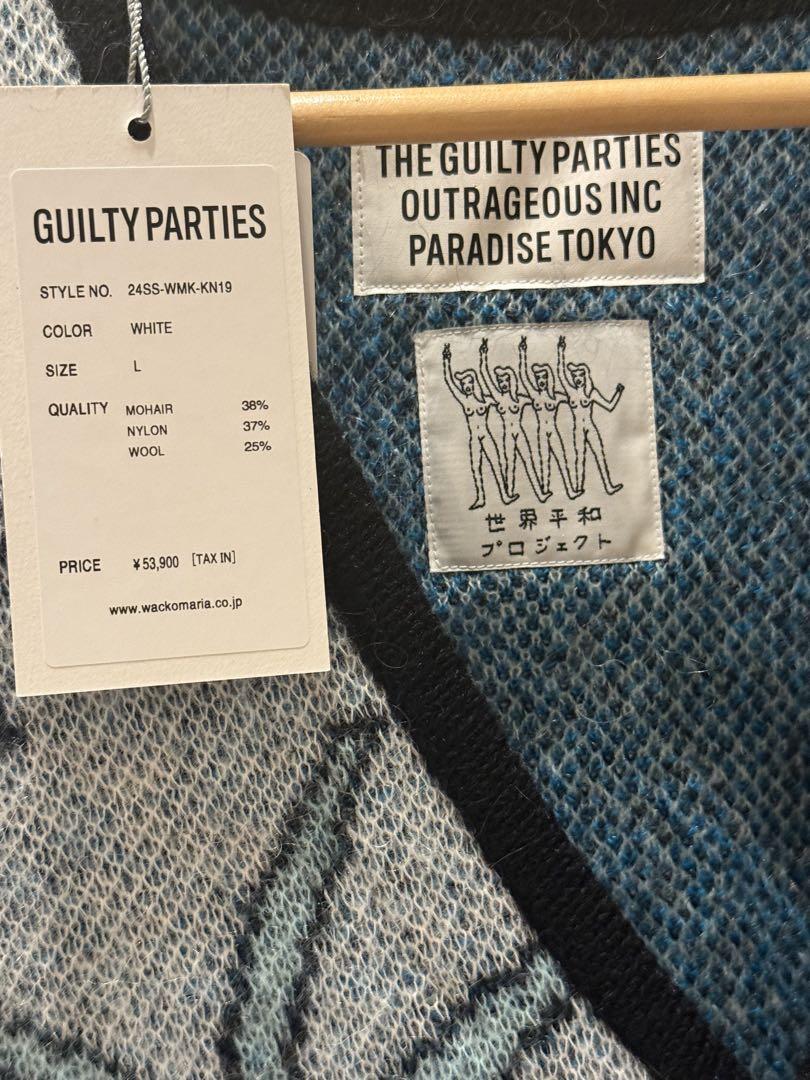 GUILTY PARTIES
STYLE NO. 24SS-WMK-KN19
COLOR WHITE
SIZE L
QUALITY MOHAIR 38%
NYLON 37%
WOOL 25%
PRICE ¥53,900 [TAX IN]
www.wackomaria.co.jp
THE GUILTY PARTIES
OUTRAGEOUS INC
PARADISE TOKYO
世界平和
プロジェクト